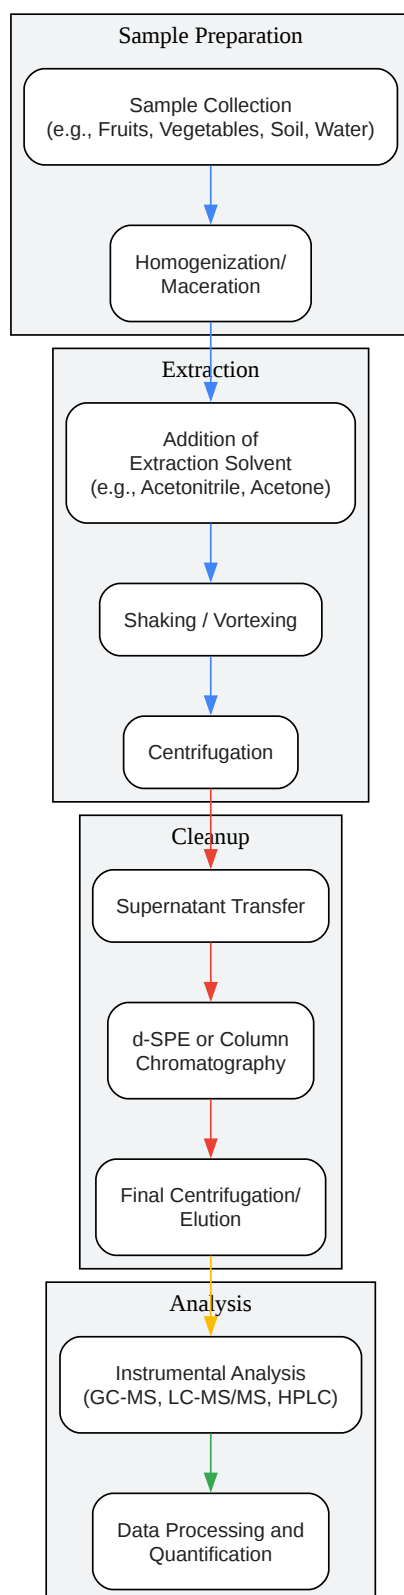 Sample Preparation
Sample Collection
(e.g., Fruits, Vegetables, Soil, Water)
Homogenization/
Maceration
Extraction
Addition of
Extraction Solvent
(e.g., Acetonitrile, Acetone)
Shaking / Vortexing
Centrifugation
Cleanup
Supernatant Transfer
d-SPE or Column
Chromatography
Final Centrifugation/
Elution
Analysis
Instrumental Analysis
(GC-MS, LC-MS/MS, HPLC)
Data Processing and
Quantification